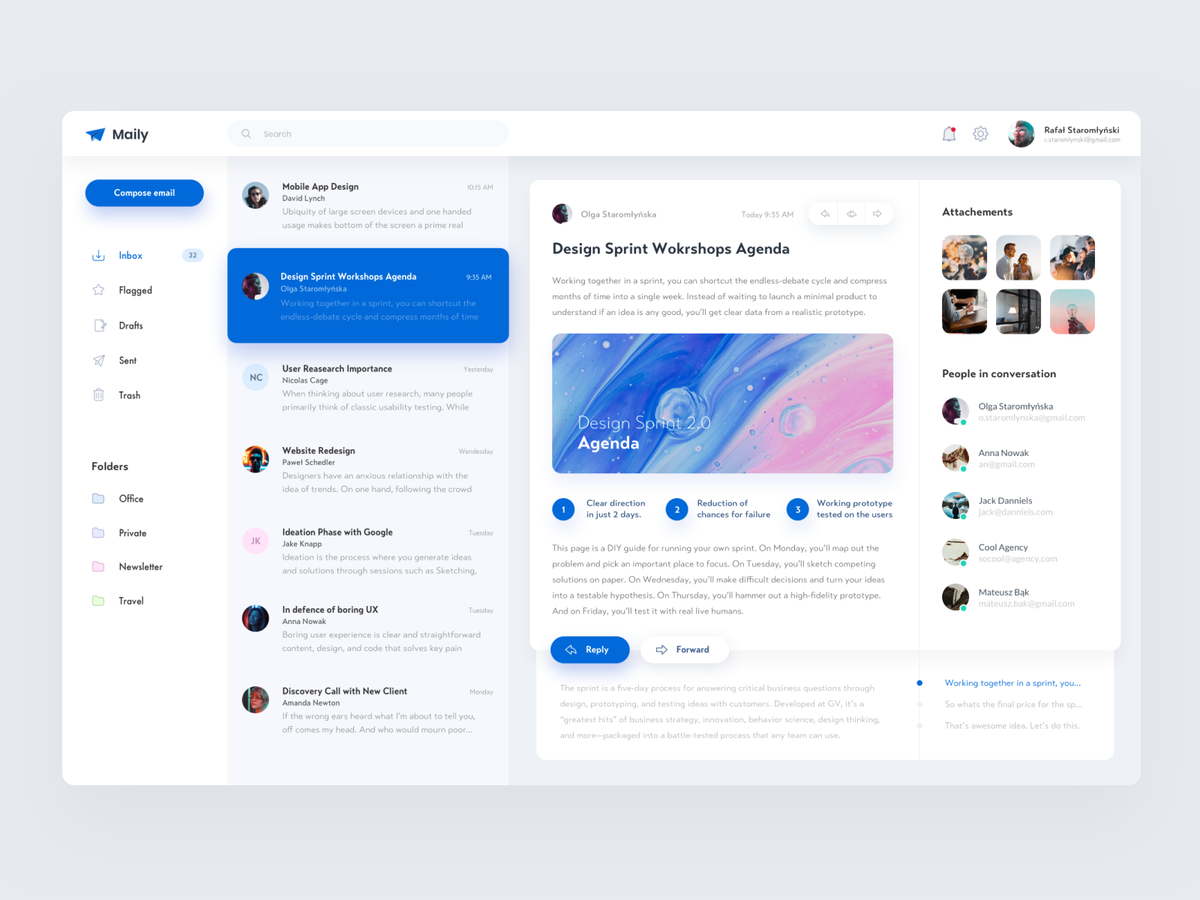 Maily
Search
Rafał Staromłyński
r.staromlynski@gmail.com
Compose email
Inbox
32
Flagged
Drafts
Sent
Trash
Folders
Office
Private
Newsletter
Travel
Mobile App Design
10:15 AM
David Lynch
Ubiquity of large screen devices and one handed
usage makes bottom of the screen a prime real
Design Sprint Workshops Agenda
9:35 AM
Olga Staromłyńska
Working together in a sprint, you can shortcut the
endless-debate cycle and compress months of time
NC
User Reasearch Importance
Yesterday
Nicolas Cage
When thinking about user research, many people
primarily think of classic usability testing. While
Website Redesign
Wendesday
Paweł Schedler
Designers have an anxious relationship with the
idea of trends. On one hand, following the crowd
JK
Ideation Phase with Google
Tuesday
Jake Knapp
Ideation is the process where you generate ideas
and solutions through sessions such as Sketching,
In defence of boring UX
Tuesday
Anna Nowak
Boring user experience is clear and straightforward
content, design, and code that solves key pain
Discovery Call with New Client
Monday
Amanda Newton
If the wrong ears heard what I'm about to tell you,
off comes my head. And who would mourn poor...
Olga Staromłyńska
Today 9:35 AM
Design Sprint Wokrshops Agenda
Working together in a sprint, you can shortcut the endless-debate cycle and compress
months of time into a single week. Instead of waiting to launch a minimal product to
understand if an idea is any good, you'll get clear data from a realistic prototype.
Design Sprint 2.0
Agenda
1
Clear direction
in just 2 days.
2
Reduction of
chances for failure
3
Working prototype
tested on the users
This page is a DIY guide for running your own sprint. On Monday, you'll map out the
problem and pick an important place to focus. On Tuesday, you'll sketch competing
solutions on paper. On Wednesday, you'll make difficult decisions and turn your ideas
into a testable hypothesis. On Thursday, you'll hammer out a high-fidelity prototype.
And on Friday, you'll test it with real live humans.
Reply
Forward
The sprint is a five-day process for answering critical business questions through
design, prototyping, and testing ideas with customers. Developed at GV, it's a
"greatest hits" of business strategy, innovation, behavior science, design thinking,
and more—packaged into a battle-tested process that any team can use.
Attachements
People in conversation
Olga Staromłyńska
o.staromlynska@gmail.com
Anna Nowak
an@gmail.com
Jack Danniels
jack@danniels.com
Cool Agency
socool@agency.com
Mateusz Bąk
mateusz.bak@gmail.com
Working together in a sprint, you...
So whats the final price for the sp...
That's awesome idea. Let's do this.